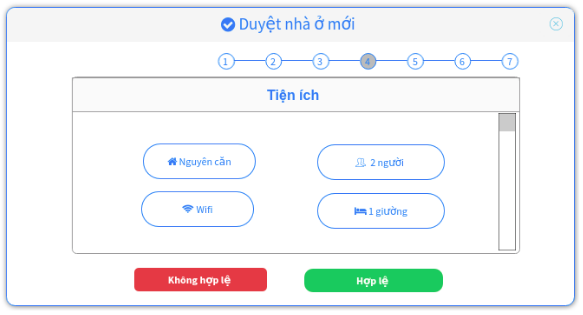 Duyệt nhà ở mới
1 2 3 4 5 6 7
Tiện ích
Nguyên căn 2 người
Wifi 1 giường
Không hợp lệ Hợp lệ